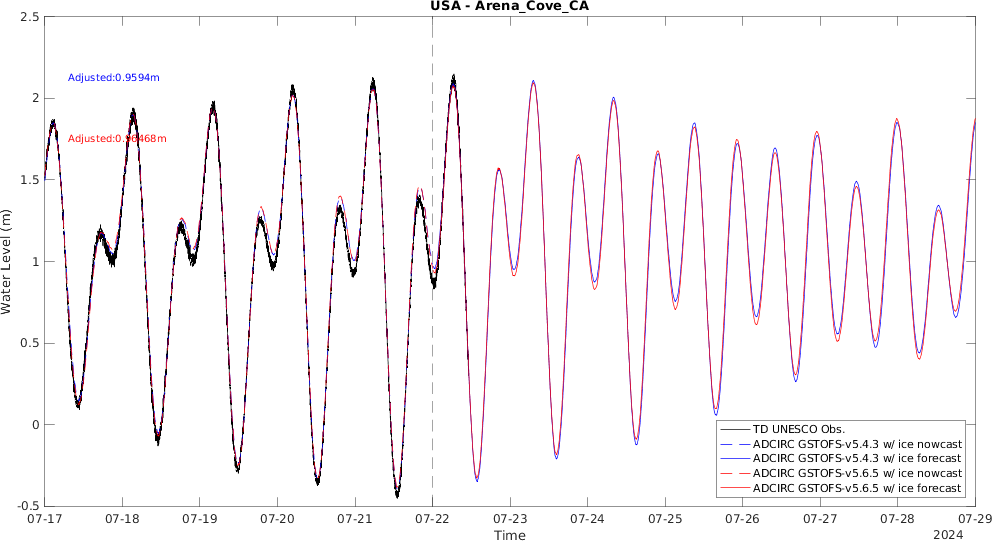 USA - Arena_Cove_CA
2.5
2
1.5
1
0.5
0
-0.5
Water Level (m)
Adjusted:0.9594m
Adjusted:0.96468m
TD UNESCO Obs.
ADCIRC GSTOFS-v5.4.3 w/ ice nowcast
ADCIRC GSTOFS-v5.4.3 w/ ice forecast
ADCIRC GSTOFS-v5.6.5 w/ ice nowcast
ADCIRC GSTOFS-v5.6.5 w/ ice forecast
07-17 07-18 07-19 07-20 07-21 07-22 07-23 07-24 07-25 07-26 07-27 07-28 07-29
Time
2024